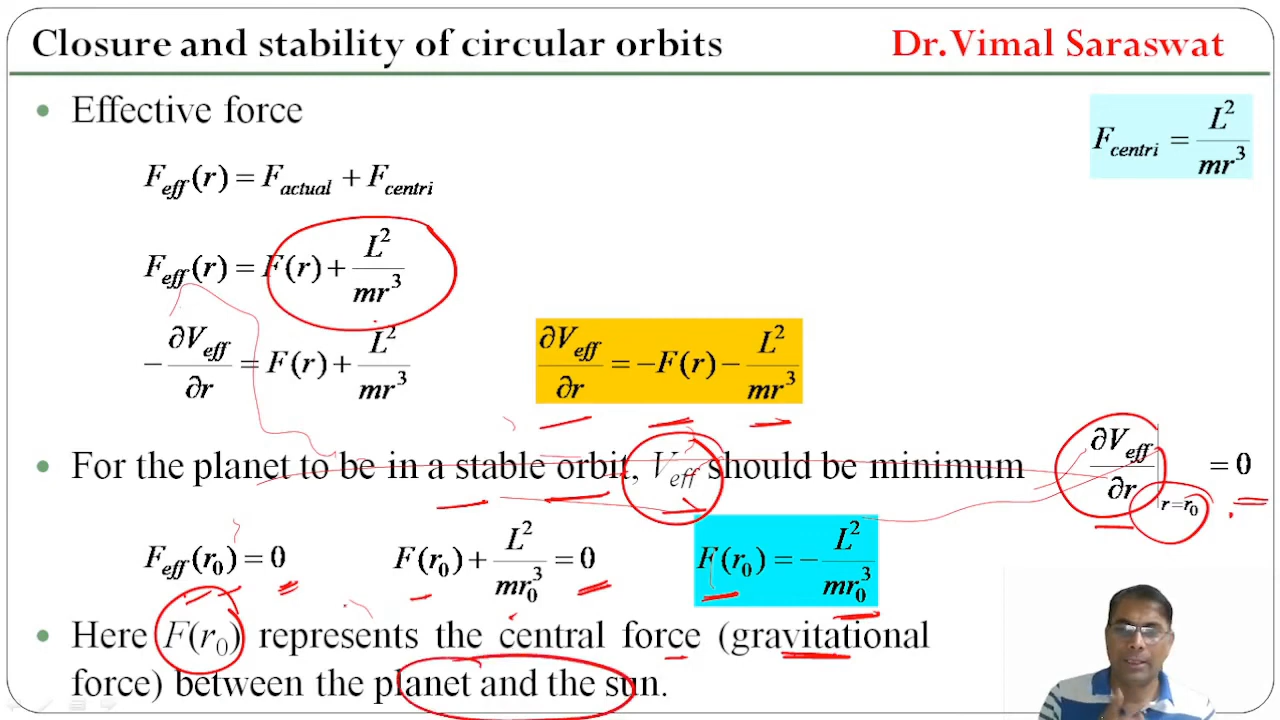 Closure and stability of circular orbits Dr. Vimal Saraswat
• Effective force
F_centri = L²/mr³
F_eff(r) = F_actual + F_centri
F_eff(r) = F(r) + L²/mr³
−∂V_eff/∂r = F(r) + L²/mr³
∂V_eff/∂r = −F(r) − L²/mr³
• For the planet to be in a stable orbit, V_eff should be minimum ∂V_eff/∂r|_{r=r₀} = 0
F_eff(r₀) = 0 F(r₀) + L²/mr₀³ = 0 F(r₀) = −L²/mr₀³
• Here F(r₀) represents the central force (gravitational
force) between the planet and the sun.